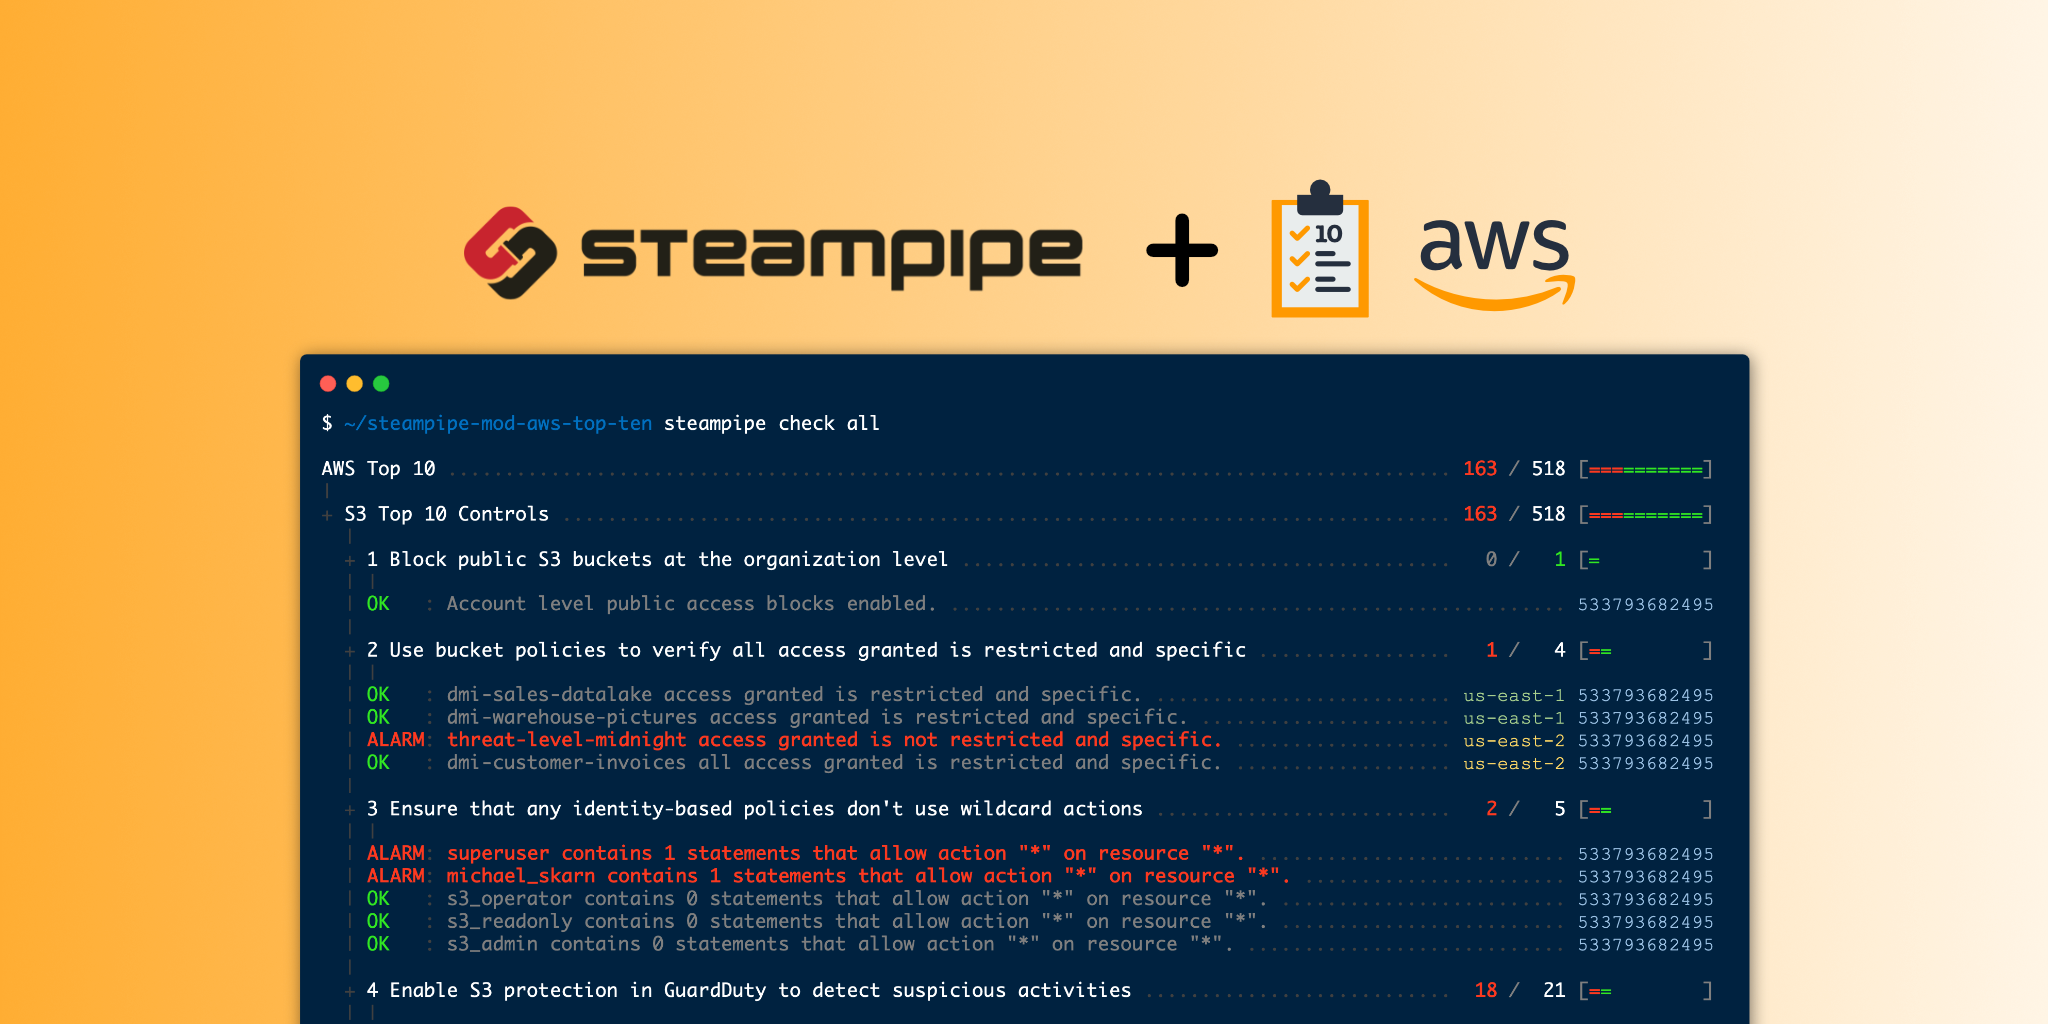 STEAMPIPE
10
aws
$ ~/steampipe-mod-aws-top-ten steampipe check all
AWS Top 10 ........................................................................................ 163 / 518 [==========]
+ S3 Top 10 Controls .............................................................................. 163 / 518 [==========]
+ 1 Block public S3 buckets at the organization level ........................................... 0 / 1 [= ]
OK : Account level public access blocks enabled. ...................................................... 533793682495
+ 2 Use bucket policies to verify all access granted is restricted and specific ................. 1 / 4 [== ]
OK : dmi-sales-datalake access granted is restricted and specific. .......................... us-east-1 533793682495
OK : dmi-warehouse-pictures access granted is restricted and specific. ...................... us-east-1 533793682495
ALARM: threat-level-midnight access granted is not restricted and specific. ................... us-east-2 533793682495
OK : dmi-customer-invoices all access granted is restricted and specific. ................... us-east-2 533793682495
+ 3 Ensure that any identity-based policies don't use wildcard actions .......................... 2 / 5 [== ]
ALARM: superuser contains 1 statements that allow action "*" on resource "*". ........................... 533793682495
ALARM: michael_skarn contains 1 statements that allow action "*" on resource "*". ....................... 533793682495
OK : s3_operator contains 0 statements that allow action "*" on resource "*". ......................... 533793682495
OK : s3_readonly contains 0 statements that allow action "*" on resource "*". ......................... 533793682495
OK : s3_admin contains 0 statements that allow action "*" on resource "*". ............................ 533793682495
+ 4 Enable S3 protection in GuardDuty to detect suspicious activities ........................... 18 / 21 [== ]